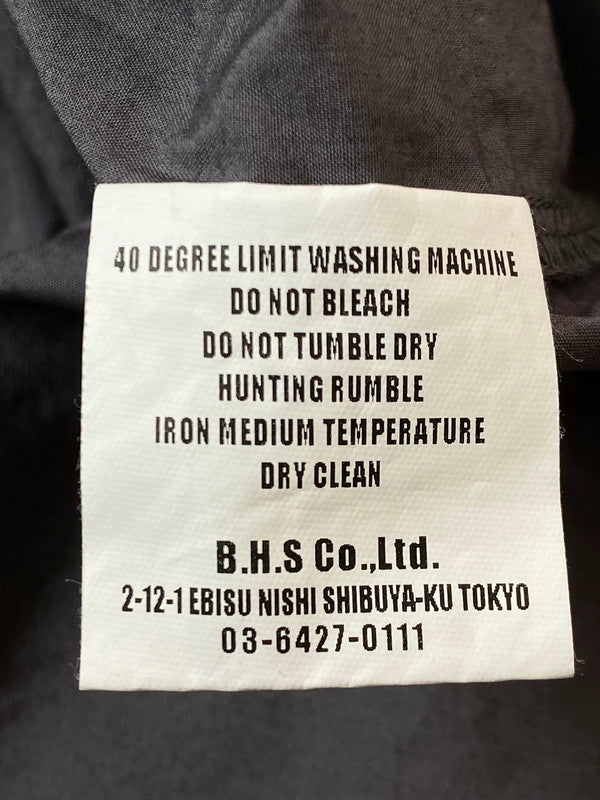 40 DEGREE LIMIT WASHING MACHINE
DO NOT BLEACH
DO NOT TUMBLE DRY
HUNTING RUMBLE
IRON MEDIUM TEMPERATURE
DRY CLEAN
B.H.S Co.,Ltd.
2-12-1 EBISU NISHI SHIBUYA-KU TOKYO
03-6427-0111